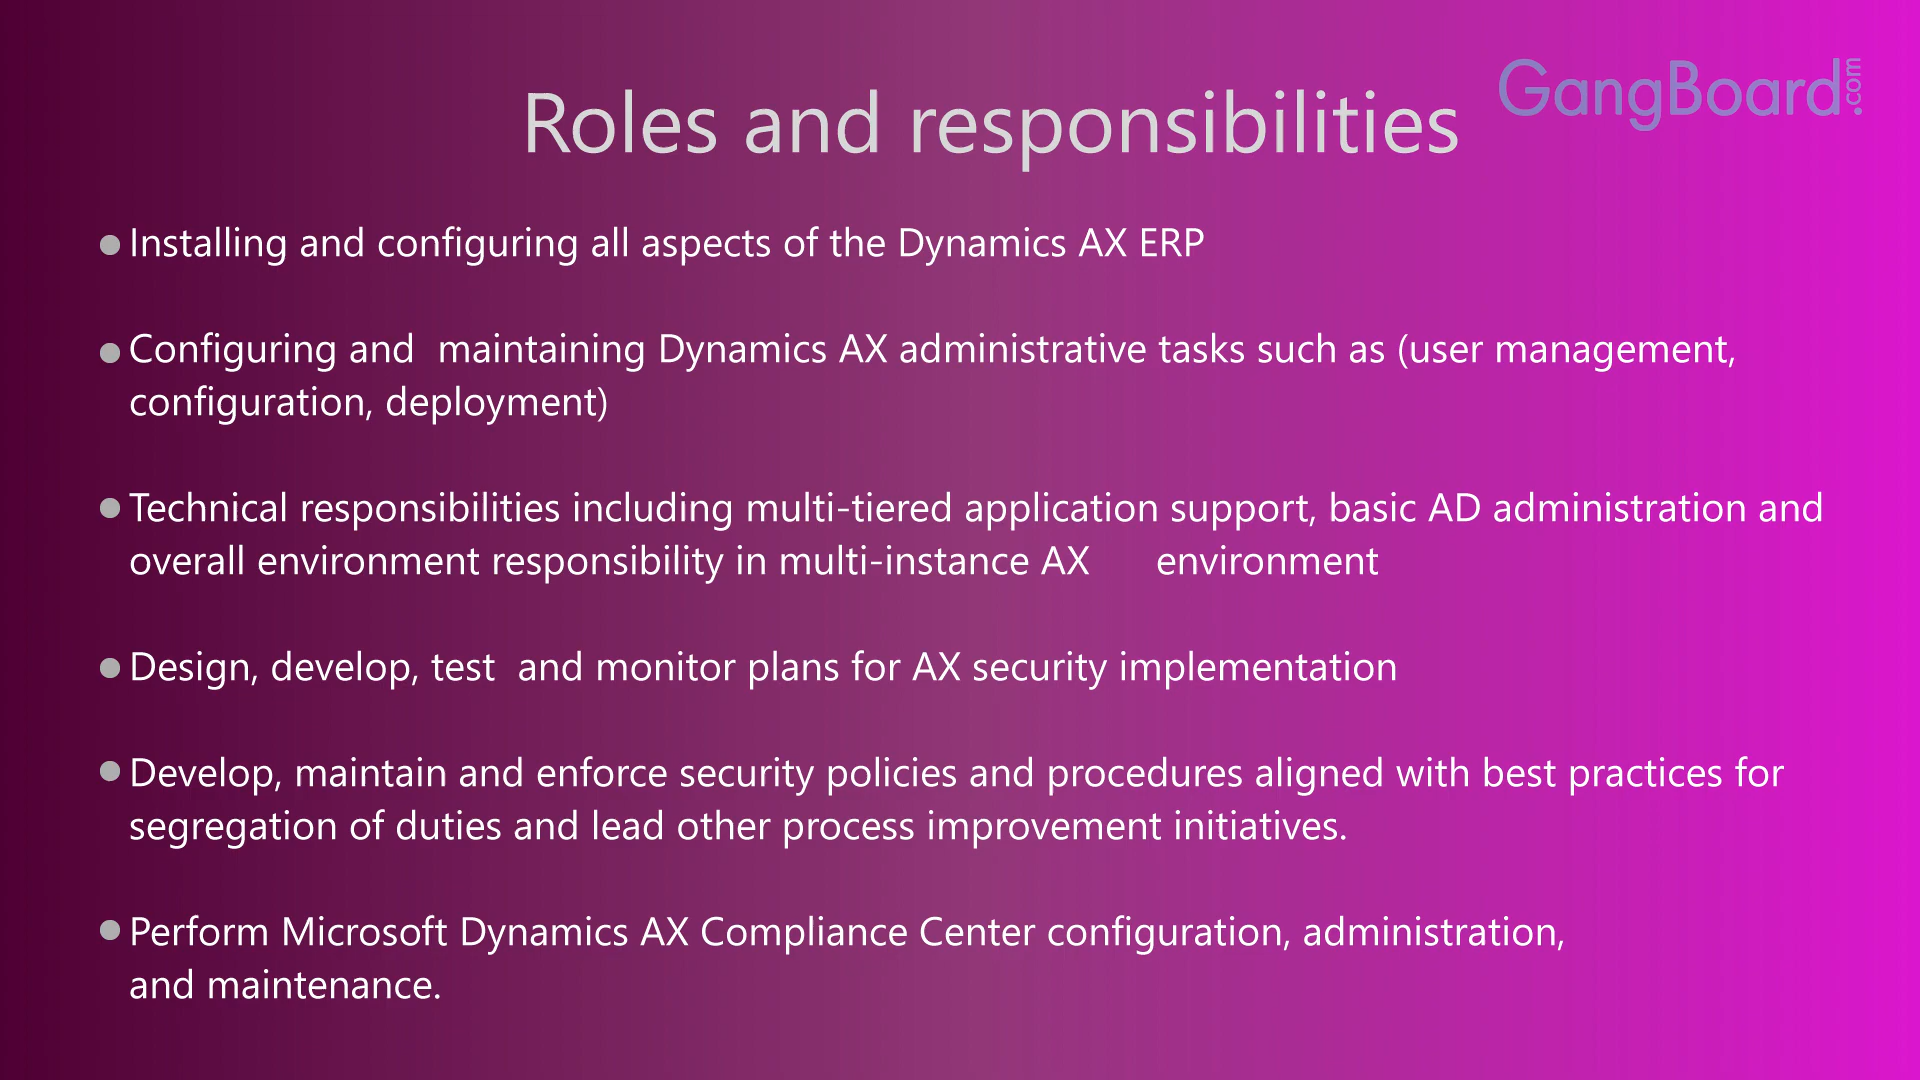 GangBoard.com
Roles and responsibilities
Installing and configuring all aspects of the Dynamics AX ERP
Configuring and  maintaining Dynamics AX administrative tasks such as (user management,
configuration, deployment)
Technical responsibilities including multi-tiered application support, basic AD administration and
overall environment responsibility in multi-instance AX      environment
Design, develop, test  and monitor plans for AX security implementation
Develop, maintain and enforce security policies and procedures aligned with best practices for
segregation of duties and lead other process improvement initiatives.
Perform Microsoft Dynamics AX Compliance Center configuration, administration,
and maintenance.